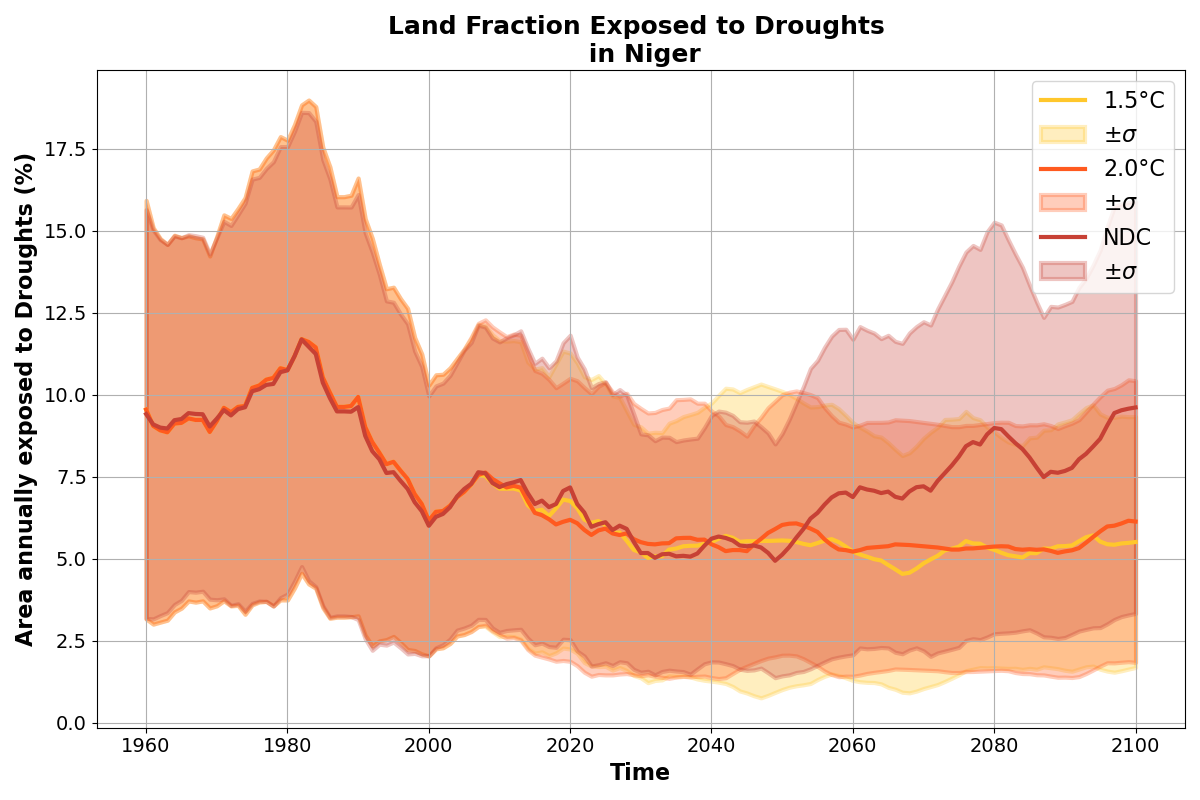 Land Fraction Exposed to Droughts
in Niger
Area annually exposed to Droughts (%)
17.5
15.0
12.5
10.0
7.5
5.0
2.5
0.0
1.5°C
±σ
2.0°C
±σ
NDC
±σ
1960 1980 2000 2020 2040 2060 2080 2100
Time